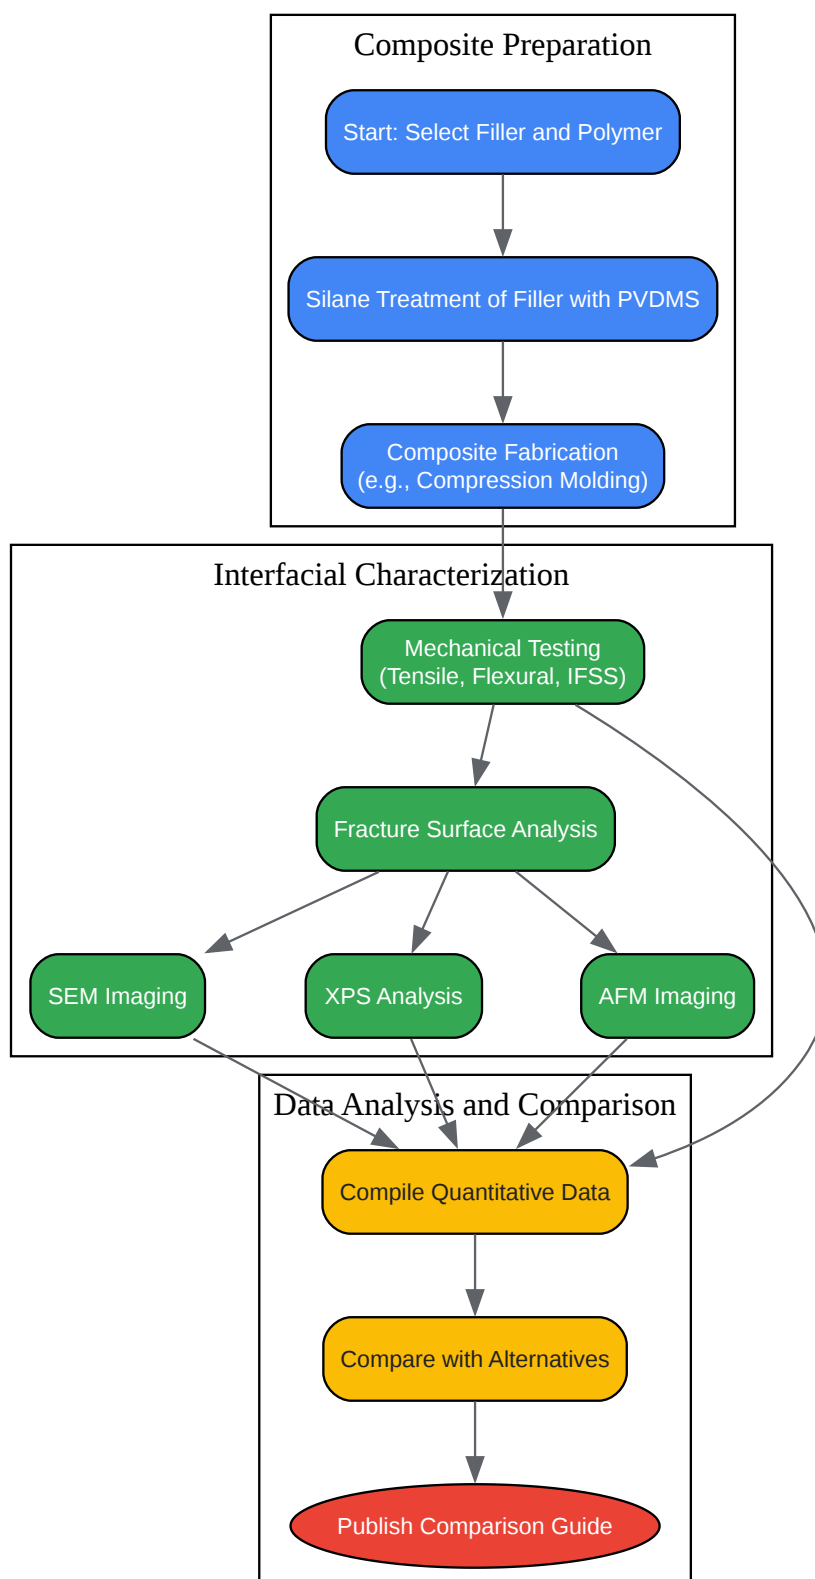 Composite Preparation
Start: Select Filler and Polymer
Silane Treatment of Filler with PVDMS
Composite Fabrication
(e.g., Compression Molding)
Interfacial Characterization
Mechanical Testing
(Tensile, Flexural, IFSS)
Fracture Surface Analysis
SEM Imaging
XPS Analysis
AFM Imaging
Data Analysis and Comparison
Compile Quantitative Data
Compare with Alternatives
Publish Comparison Guide